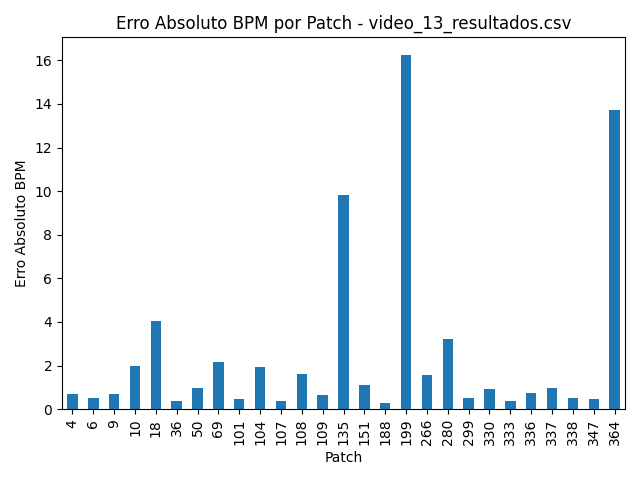 Erro Absoluto BPM por Patch - video_13_resultados.csv
Erro Absoluto BPM
16
14
12
10
8
6
4
2
0
4 6 9 10 18 36 50 69 101 104 107 108 109 135 151 188 199 266 280 299 330 333 336 337 338 347 364
Patch